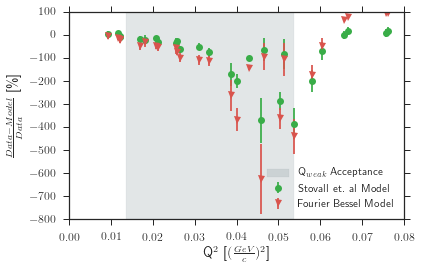 100
0
−100
−200
−300
−400
−500
−600
−700
−800
Data−Model
Data
[%]
Q_weak Acceptance
Stovall et. al Model
Fourier Bessel Model
0.00 0.01 0.02 0.03 0.04 0.05 0.06 0.07 0.08
Q² [(GeV/c)²]